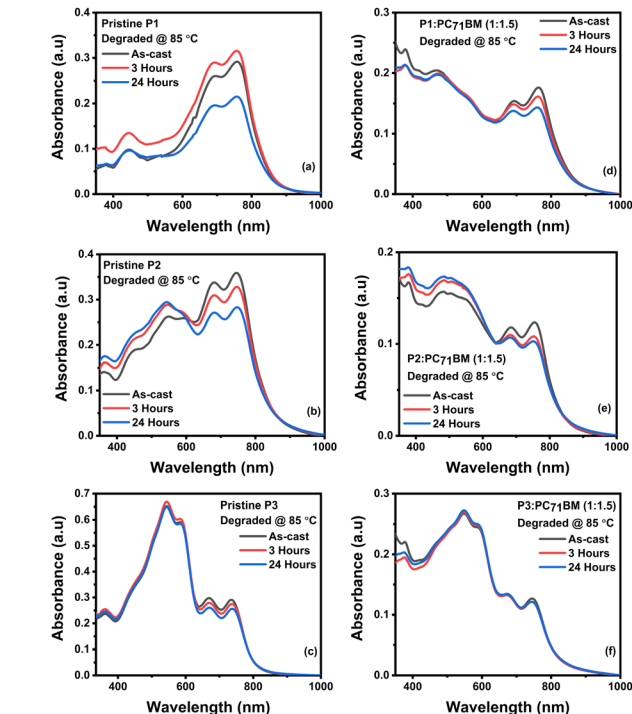 Pristine P1
Degraded @ 85 °C
As-cast
3 Hours
24 Hours
(a)
Absorbance (a.u)
0.4
0.3
0.2
0.1
0.0
400
600
800
1000
Wavelength (nm)
P1:PC71BM (1:1.5)
Degraded @ 85 °C
As-cast
3 Hours
24 Hours
(d)
Absorbance (a.u)
0.3
0.2
0.1
0.0
400
600
800
1000
Wavelength (nm)
Pristine P2
Degraded @ 85 °C
As-cast
3 Hours
24 Hours
(b)
Absorbance (a.u)
0.4
0.3
0.2
0.1
0.0
400
600
800
1000
Wavelength (nm)
P2:PC71BM (1:1.5)
Degraded @ 85 °C
As-cast
3 Hours
24 Hours
(e)
Absorbance (a.u)
0.2
0.1
0.0
400
600
800
1000
Wavelength (nm)
Pristine P3
Degraded @ 85 °C
As-cast
3 Hours
24 Hours
(c)
Absorbance (a.u)
0.7
0.6
0.5
0.4
0.3
0.2
0.1
0.0
400
600
800
1000
Wavelength (nm)
P3:PC71BM (1:1.5)
Degraded @ 85 °C
As-cast
3 Hours
24 Hours
(f)
Absorbance (a.u)
0.3
0.2
0.1
0.0
400
600
800
1000
Wavelength (nm)